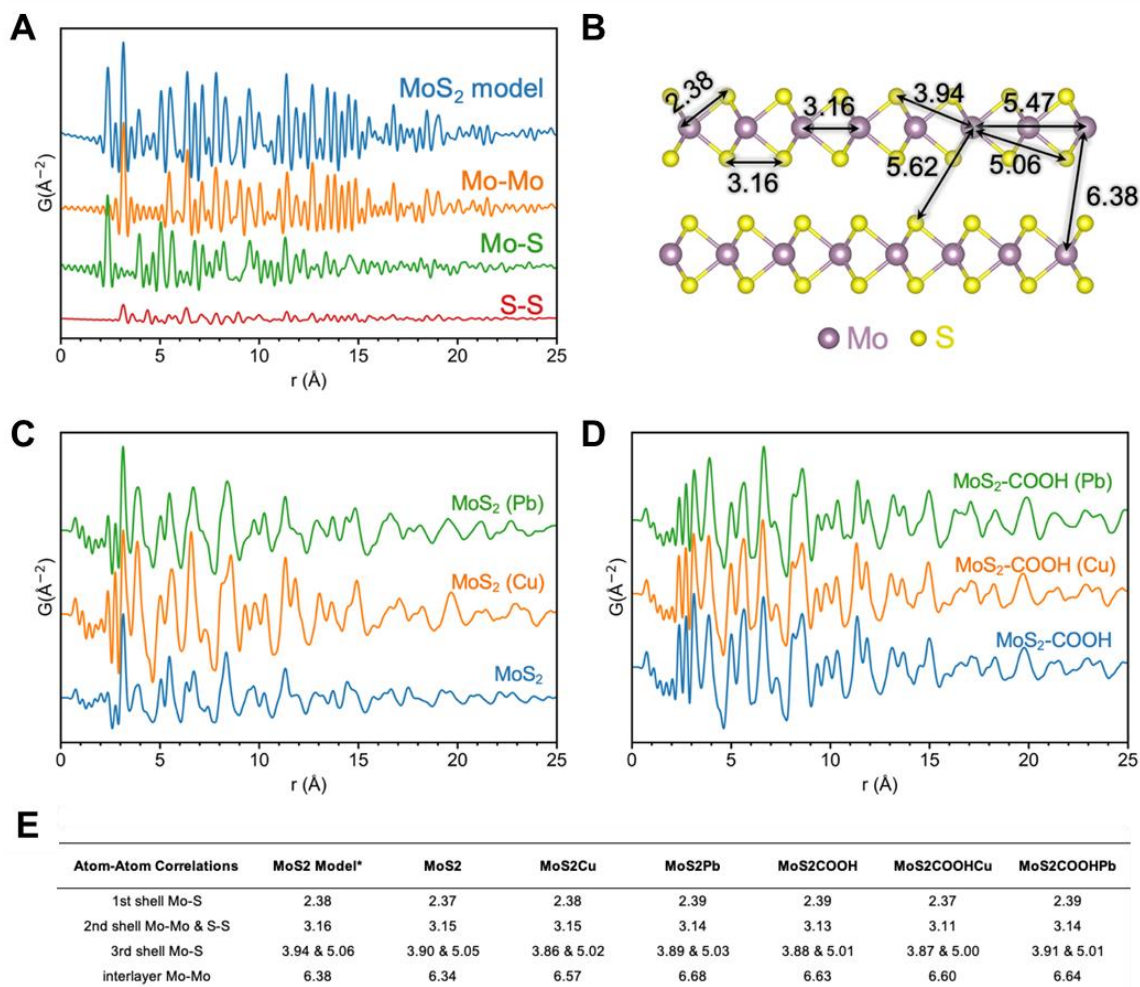 A
MoS₂ model
Mo-Mo
Mo-S
S-S
G(Å⁻²)
0 5 10 15 20 25
r (Å)
B
2.38
3.16
3.94
5.47
3.16
5.62
5.06
6.38
Mo S
C
MoS₂ (Pb)
MoS₂ (Cu)
MoS₂
G(Å⁻²)
0 5 10 15 20 25
r (Å)
D
MoS₂-COOH (Pb)
MoS₂-COOH (Cu)
MoS₂-COOH
G(Å⁻²)
0 5 10 15 20 25
r (Å)
E
Atom-Atom Correlations MoS2 Model* MoS2 MoS2Cu MoS2Pb MoS2COOH MoS2COOHCu MoS2COOHPb
1st shell Mo-S 2.38 2.37 2.38 2.39 2.39 2.37 2.39
2nd shell Mo-Mo & S-S 3.16 3.15 3.15 3.14 3.13 3.11 3.14
3rd shell Mo-S 3.94 & 5.06 3.90 & 5.05 3.86 & 5.02 3.89 & 5.03 3.88 & 5.01 3.87 & 5.00 3.91 & 5.01
interlayer Mo-Mo 6.38 6.34 6.57 6.68 6.63 6.60 6.64